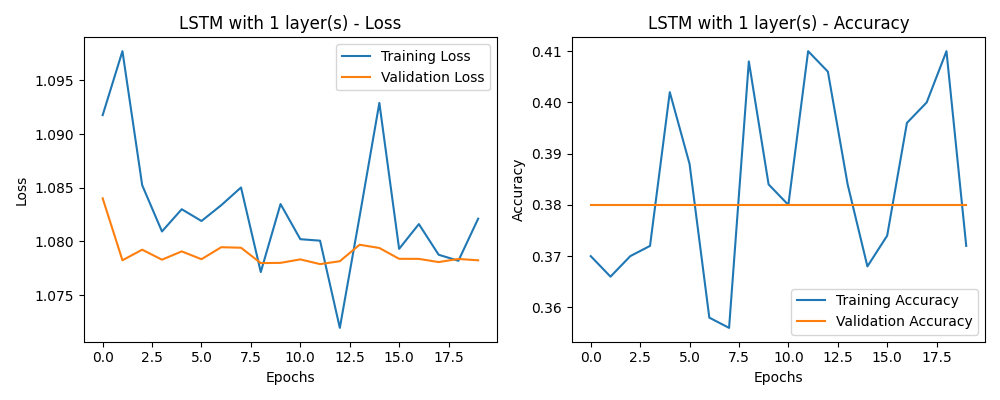 LSTM with 1 layer(s) - Loss
Training Loss
Validation Loss
1.095
1.090
1.085
1.080
1.075
Loss
0.0 2.5 5.0 7.5 10.0 12.5 15.0 17.5
Epochs
LSTM with 1 layer(s) - Accuracy
0.41
0.40
0.39
0.38
0.37
0.36
Accuracy
Training Accuracy
Validation Accuracy
0.0 2.5 5.0 7.5 10.0 12.5 15.0 17.5
Epochs